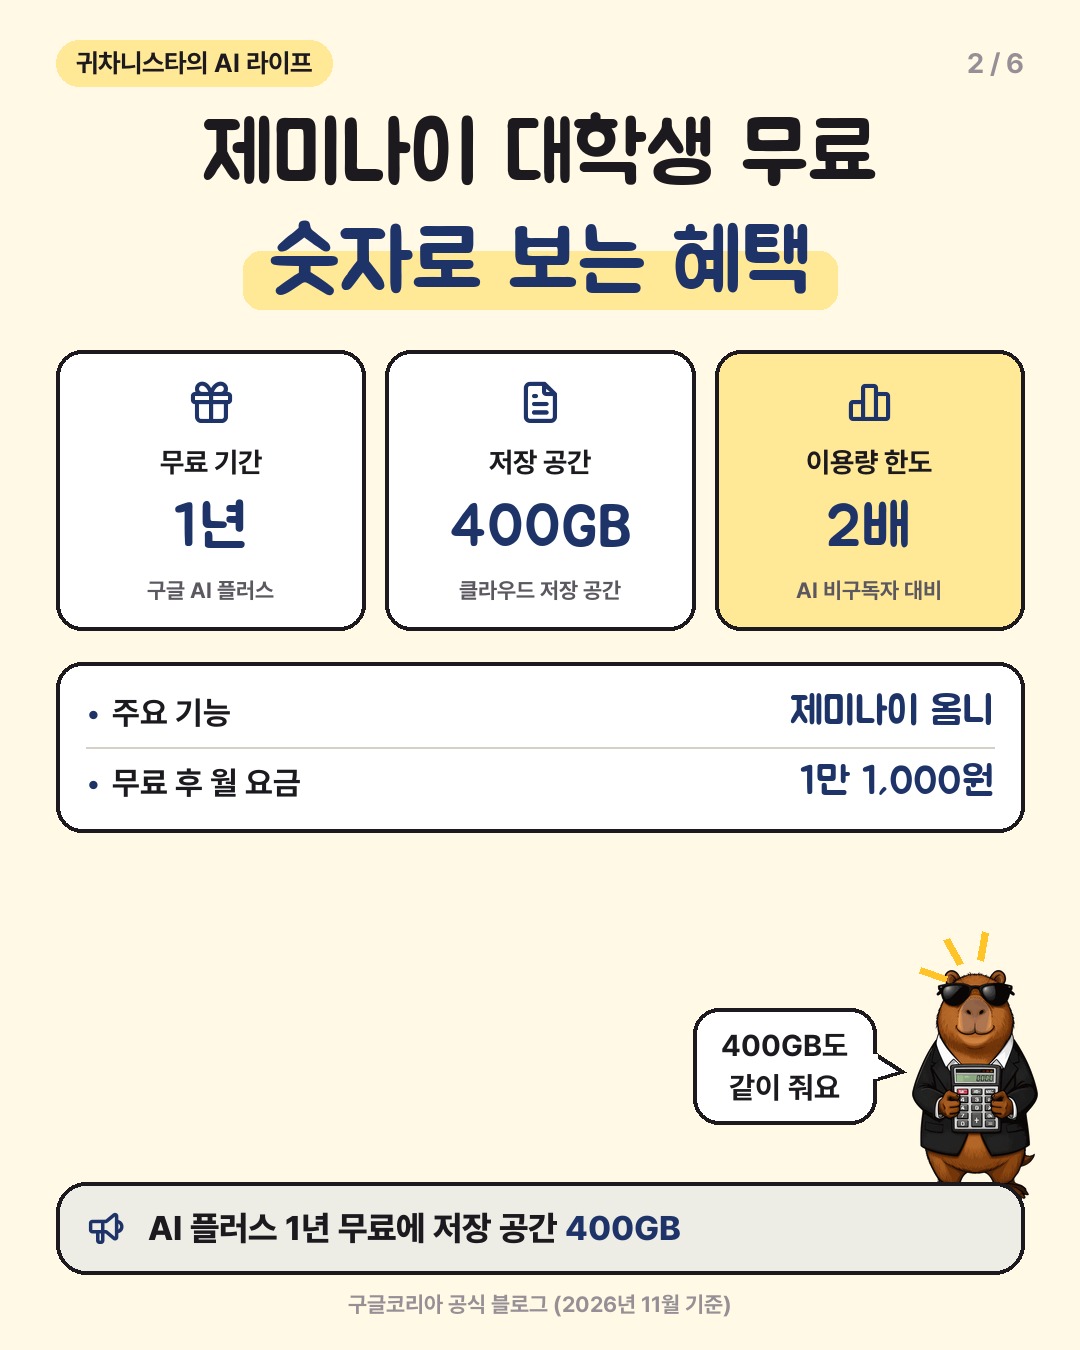 귀차니스타의 AI 라이프
2 / 6
제미나이 대학생 무료
숫자로 보는 혜택
무료 기간
1년
구글 AI 플러스
저장 공간
400GB
클라우드 저장 공간
이용량 한도
2배
AI 비구독자 대비
• 주요 기능
제미나이 옴니
• 무료 후 월 요금
1만 1,000원
400GB도
같이 줘요
AI 플러스 1년 무료에 저장 공간 400GB
구글코리아 공식 블로그 (2026년 11월 기준)